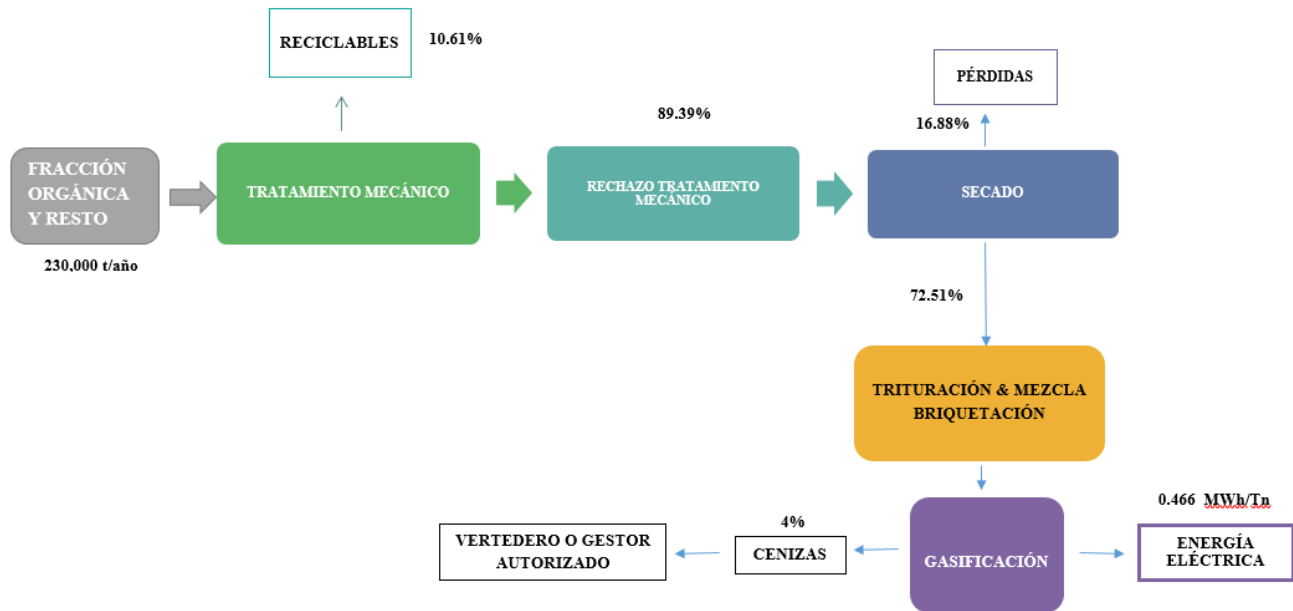 RECICLABLES
10.61%
PÉRDIDAS
89.39%
16.88%
FRACCIÓN
ORGÁNICA
Y RESTO
TRATAMIENTO MECÁNICO
RECHAZO TRATAMIENTO
MECÁNICO
SECADO
230,000 t/año
72.51%
TRITURACIÓN & MEZCLA
BRIQUETACIÓN
0.466 MWh/Tn
4%
VERTEDERO O GESTOR
AUTORIZADO
CENIZAS
GASIFICACIÓN
ENERGÍA
ELÉCTRICA